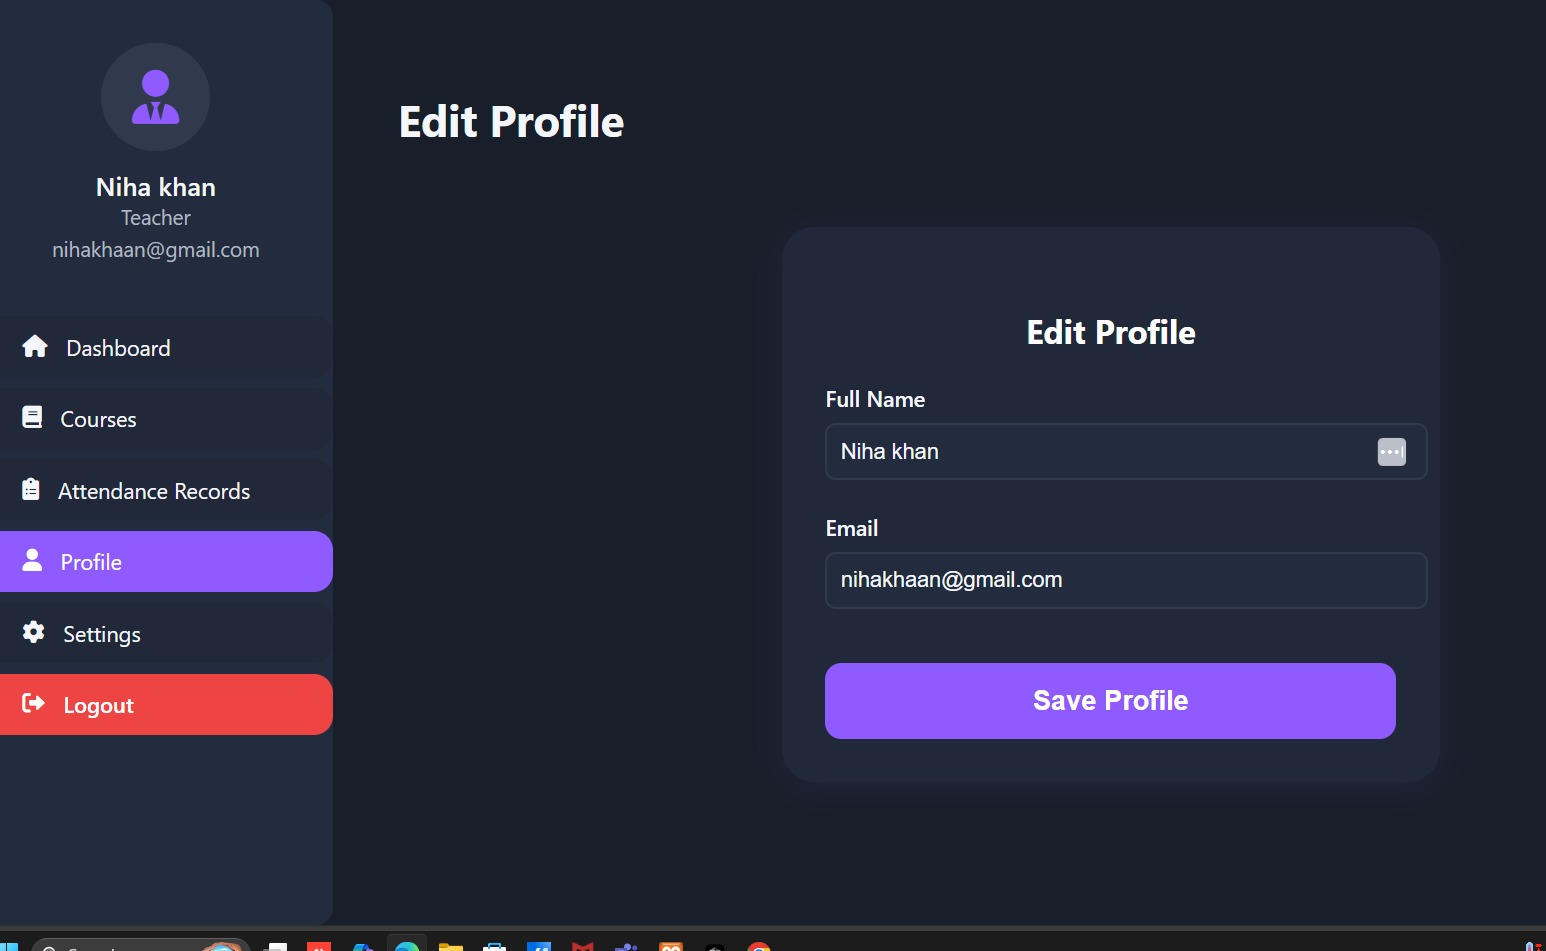 Niha khan
Teacher
nihakhaan@gmail.com
Dashboard
Courses
Attendance Records
Profile
Settings
Logout
Edit Profile
Edit Profile
Full Name
Niha khan
Email
nihakhaan@gmail.com
Save Profile